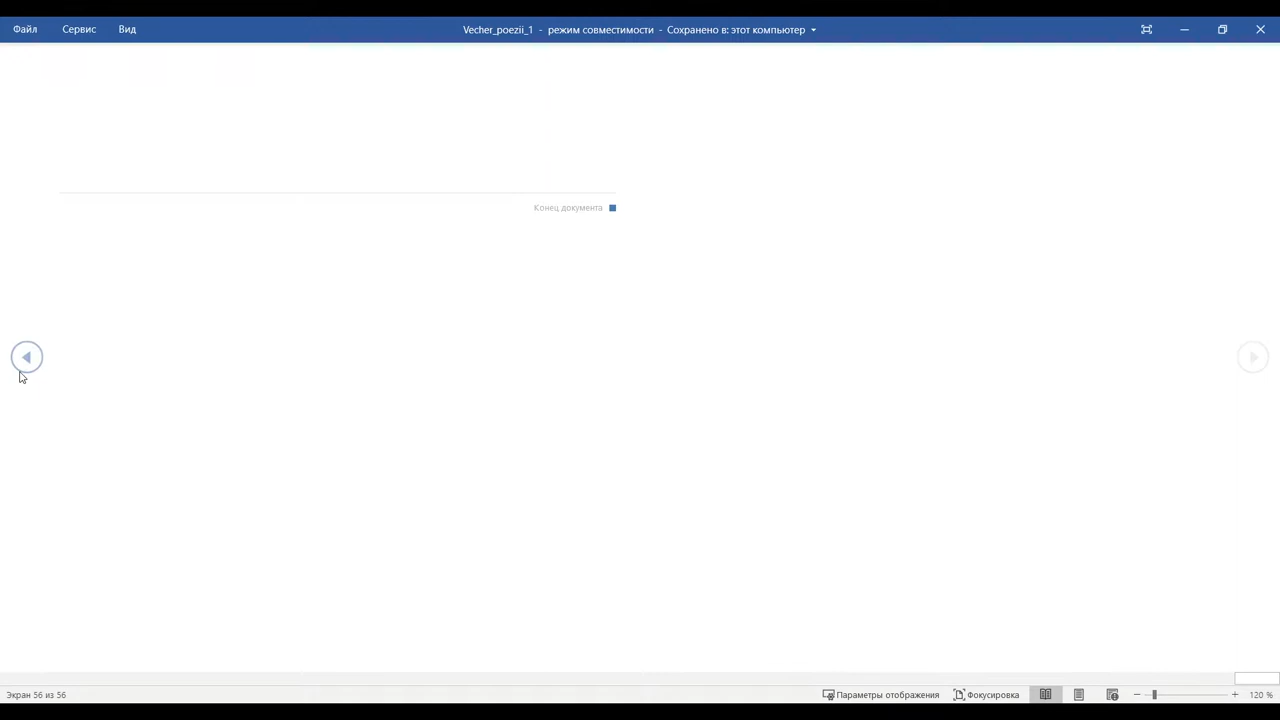 Файл Сервис Вид Vecher_poezii_1 - режим совместимости - Сохранено в: этот компьютер
Конец документа
Экран 56 из 56 Параметры отображения Фокусировка 120 %